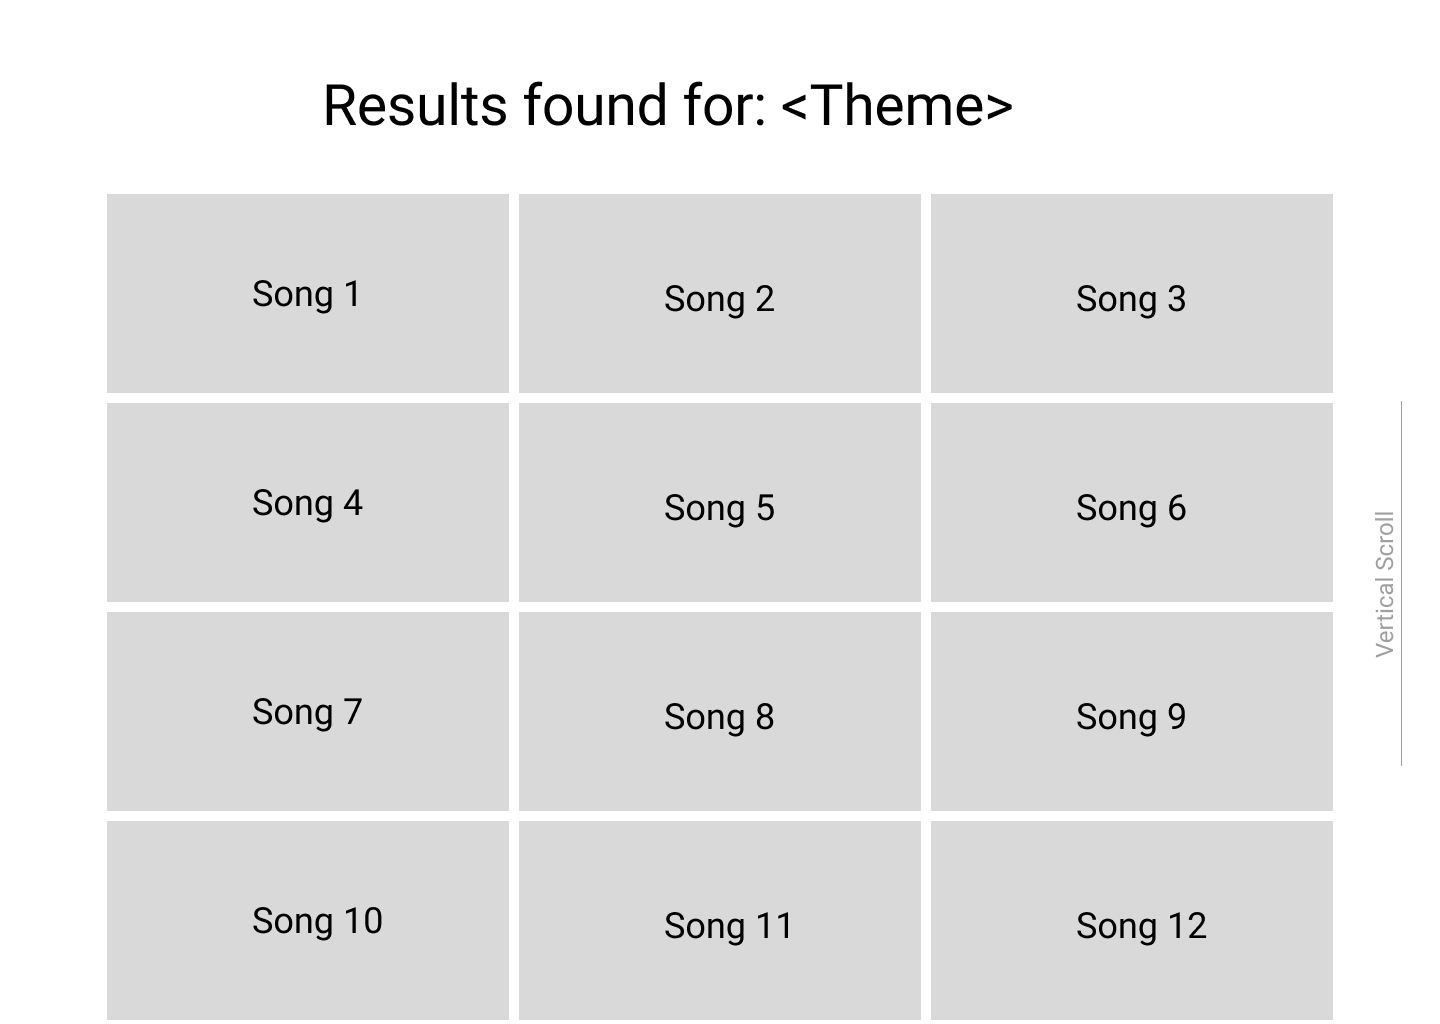 Results found for: <Theme>
Song 1
Song 2
Song 3
Song 4
Song 5
Song 6
Vertical Scroll
Song 7
Song 8
Song 9
Song 10
Song 11
Song 12